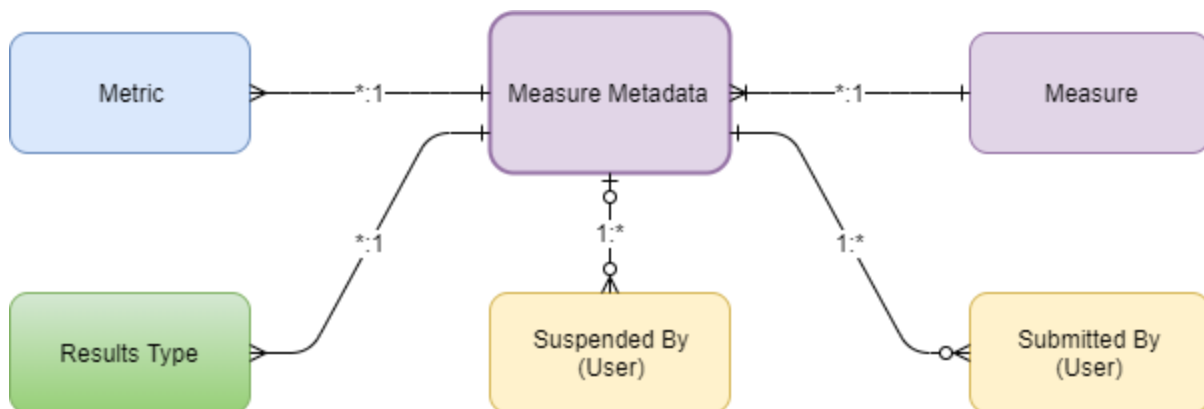 Metric
*:1
Measure Metadata
*:1
Measure
*:1
1:*
1:*
Results Type
Suspended By
(User)
Submitted By
(User)